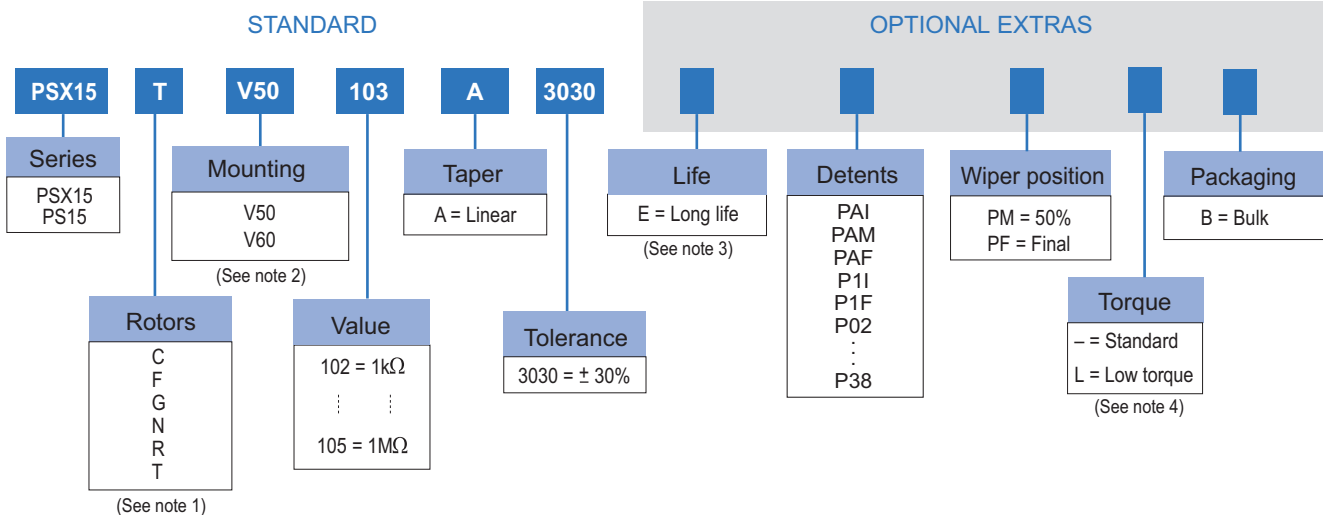 STANDARD
OPTIONAL EXTRAS
PSX15 T V50 103 A 3030
Series
PSX15
PS15
Mounting
V50
V60
(See note 2)
Taper
A = Linear
Life
E = Long life
(See note 3)
Detents
PAI
PAM
PAF
P1I
P1F
P02
:
:
P38
Wiper position
PM = 50%
PF = Final
Packaging
B = Bulk
Rotors
C
F
G
N
R
T
(See note 1)
Value
102 = 1kΩ
105 = 1MΩ
Tolerance
3030 = ± 30%
Torque
– = Standard
L = Low torque
(See note 4)